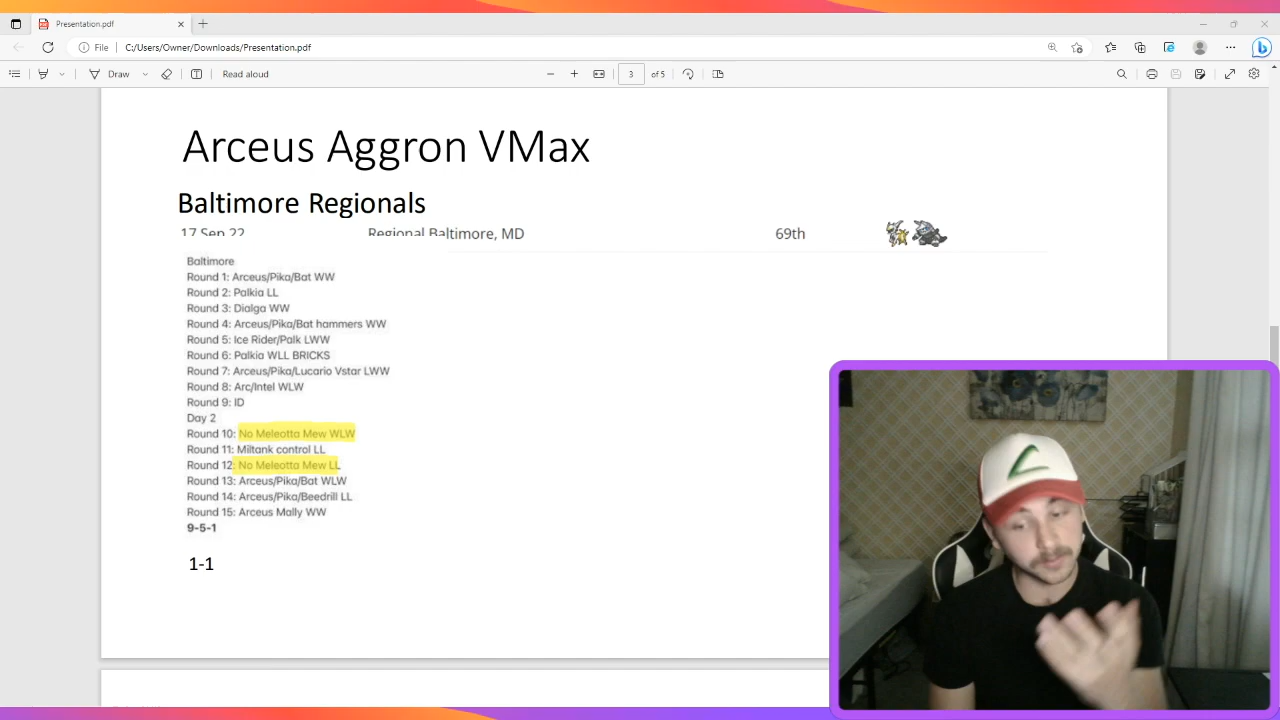 Presentation.pdf
File
C:/Users/Owner/Downloads/Presentation.pdf
Draw
Read aloud
3 of 5
Arceus Aggron VMax
Baltimore Regionals
17 Sep 22 Regional Baltimore, MD 69th
Baltimore
Round 1: Arceus/Pika/Bat WW
Round 2: Palkia LL
Round 3: Dialga WW
Round 4: Arceus/Pika/Bat hammers WW
Round 5: Ice Rider/Palk LWW
Round 6: Palkia WLL BRICKS
Round 7: Arceus/Pika/Lucario Vstar LWW
Round 8: Arc/Intel WLW
Round 9: ID
Day 2
Round 10: No Meleotta Mew WLW
Round 11: Miltank control LL
Round 12: No Meleotta Mew LL
Round 13: Arceus/Pika/Bat WLW
Round 14: Arceus/Pika/Beedrill LL
Round 15: Arceus Mally WW
9-5-1
1-1